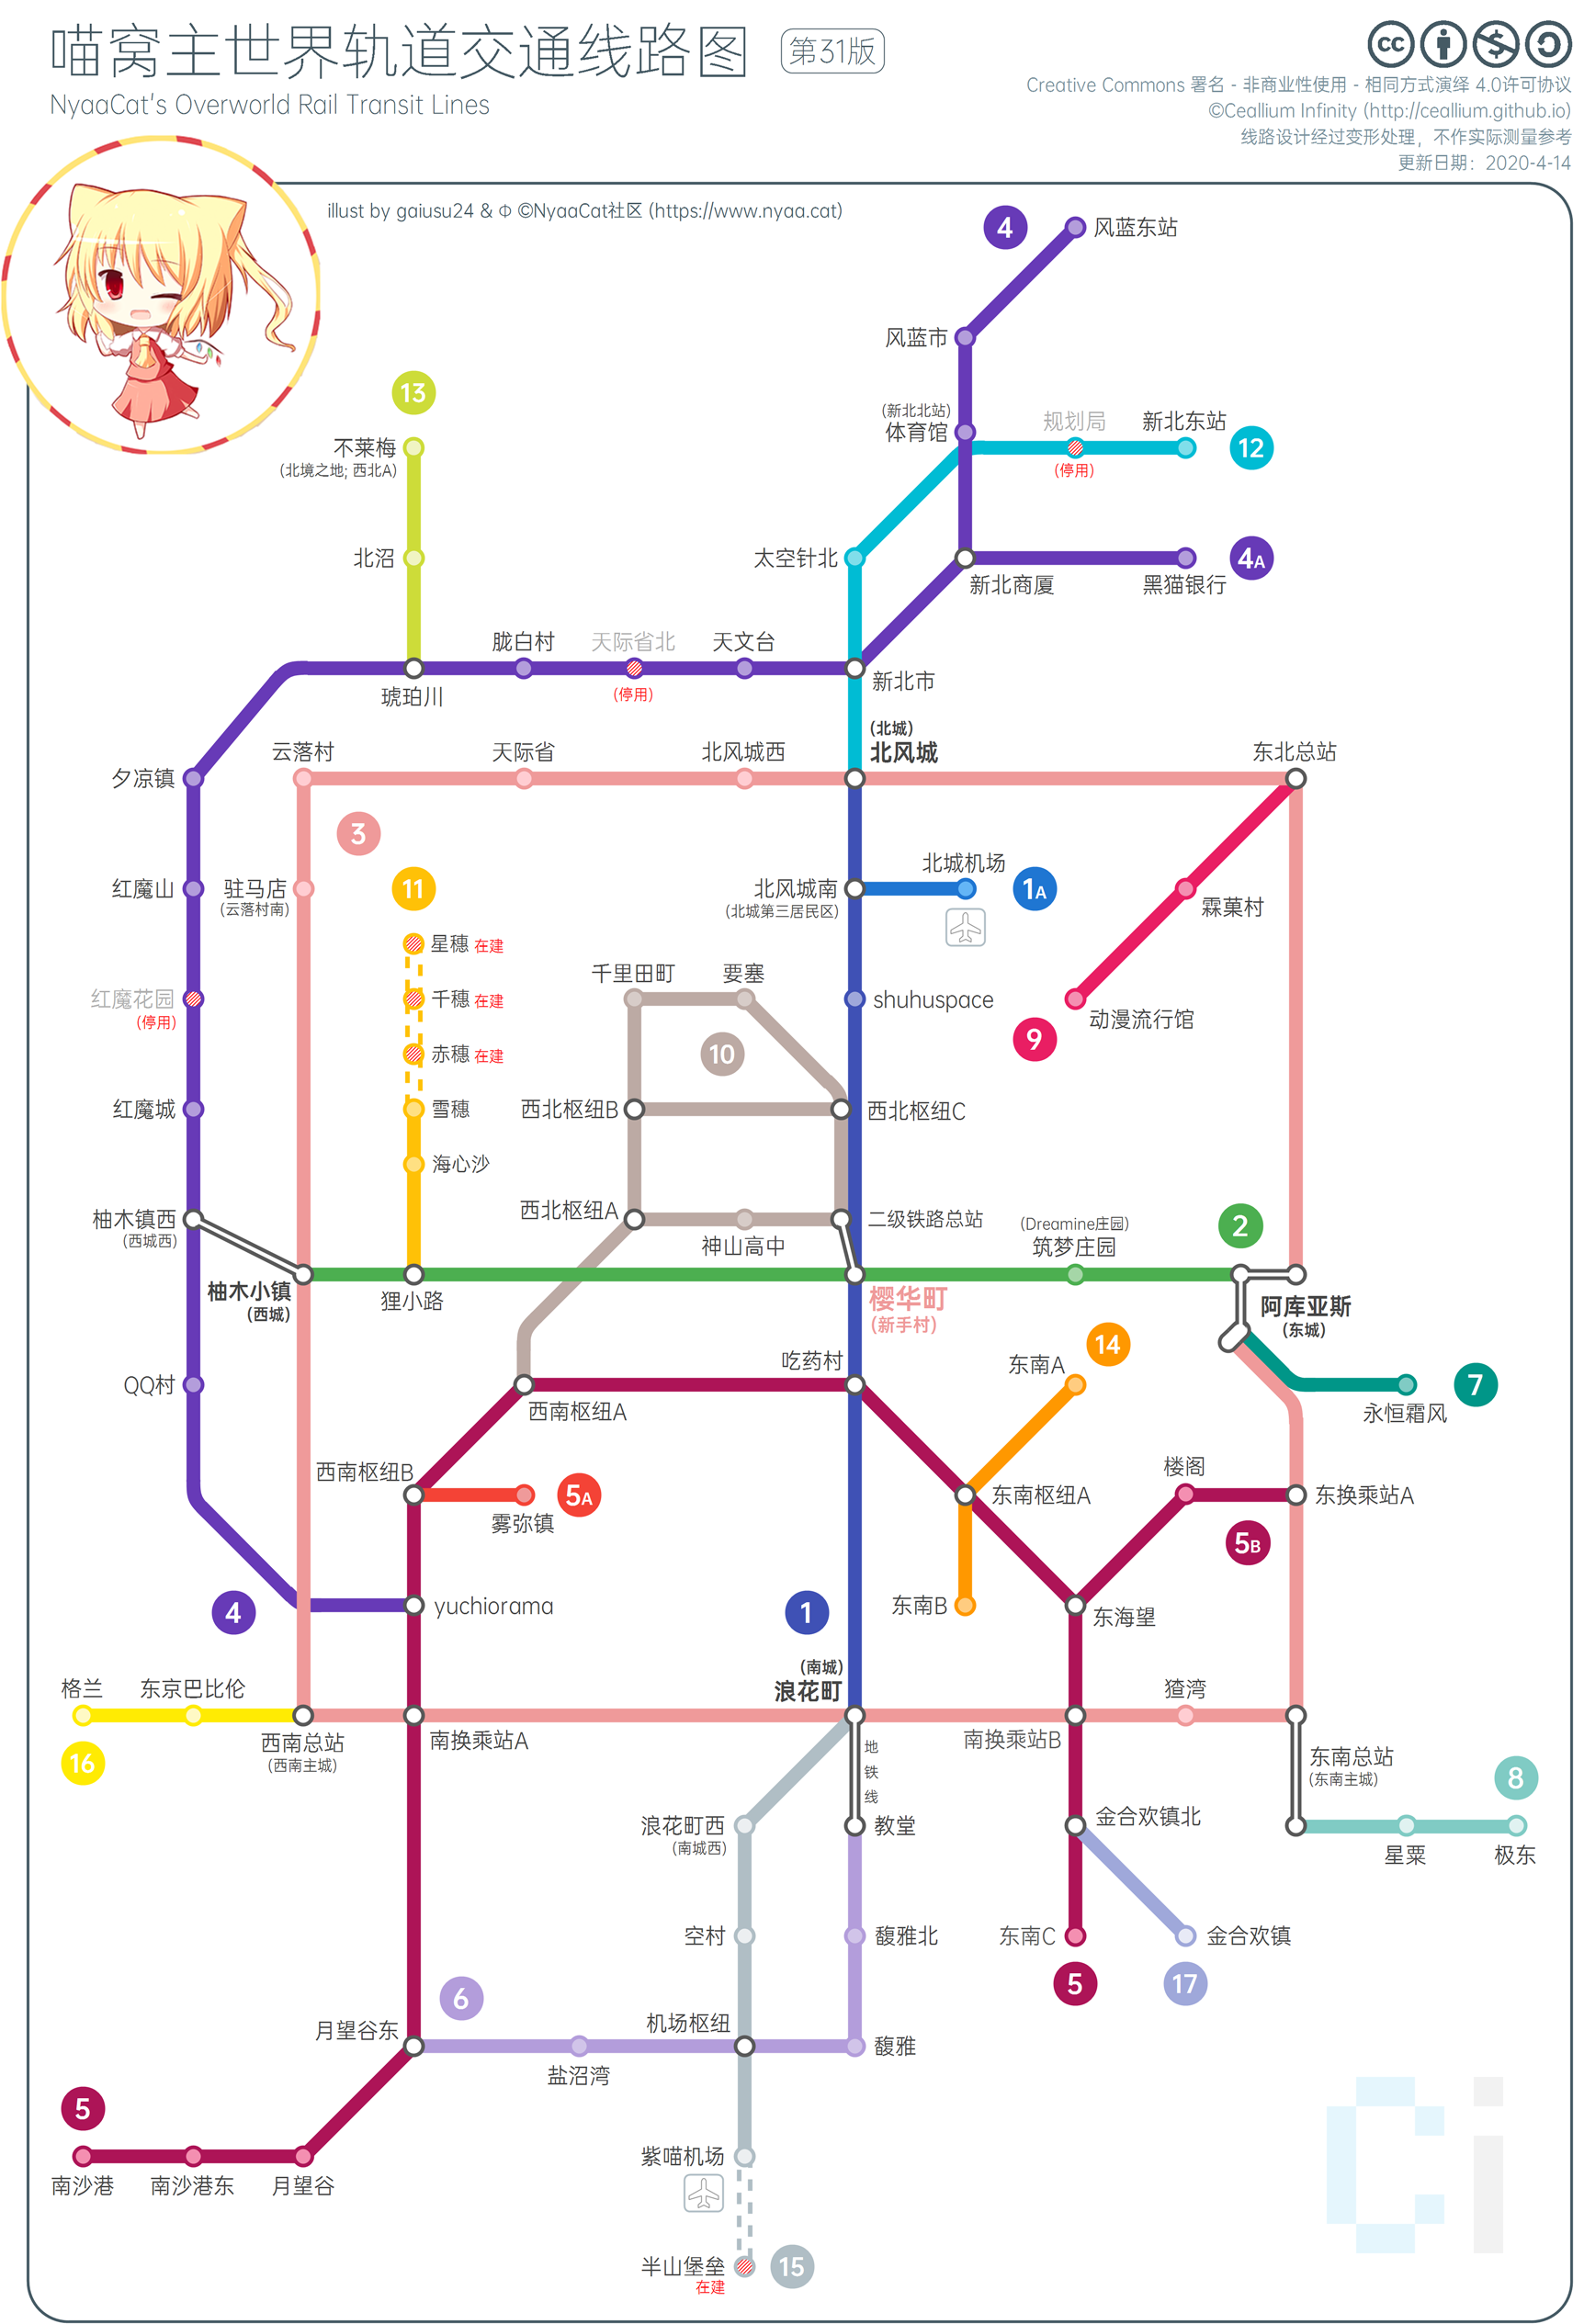 喵窝主世界轨道交通线路图 第31版
NyaaCat's Overworld Rail Transit Lines
Creative Commons 署名 - 非商业性使用 - 相同方式演绎 4.0许可协议
©Ceallium Infinity (http://ceallium.github.io)
线路设计经过变形处理，不作实际测量参考
更新日期：2020-4-14
illust by gaiusu24 & Φ ©NyaaCat社区 (https://www.nyaa.cat)
4
风蓝东站
风蓝市
13
(新北北站)
体育馆
规划局
(停用)
新北东站
12
不莱梅
(北境之地; 西北A)
北沼
太空针北
4A
新北商厦
黑猫银行
胧白村
天际省北
(停用)
天文台
琥珀川
新北市
(北城)
北风城
云落村
天际省
北风城西
东北总站
夕凉镇
3
11
北城机场
红魔山
驻马店
(云落村南)
北风城南
(北城第三居民区)
1A
霖菓村
星穗 在建
千里田町
要塞
红魔花园
(停用)
千穗 在建
shuhuspace
动漫流行馆
9
赤穗 在建
10
红魔城
雪穗
西北枢纽B
西北枢纽C
海心沙
柚木镇西
(西城西)
西北枢纽A
神山高中
二级铁路总站
(Dreamine庄园)
筑梦庄园
2
柚木小镇
(西城)
狸小路
樱华町
(新手村)
阿库亚斯
(东城)
14
吃药村
东南A
QQ村
7
永恒霜风
西南枢纽A
西南枢纽B
5A
雾弥镇
东南枢纽A
楼阁
东换乘站A
5B
4
yuchiorama
1
东南B
东海望
(南城)
浪花町
格兰
东京巴比伦
猹湾
16
西南总站
(西南主城)
南换乘站A
地
铁
线
南换乘站B
东南总站
(东南主城)
8
浪花町西
(南城西)
教堂
金合欢镇北
星粟
极东
空村
馥雅北
东南C
金合欢镇
5
17
6
月望谷东
机场枢纽
馥雅
盐沼湾
5
南沙港
南沙港东
月望谷
紫喵机场
半山堡垒
在建
15
Ci